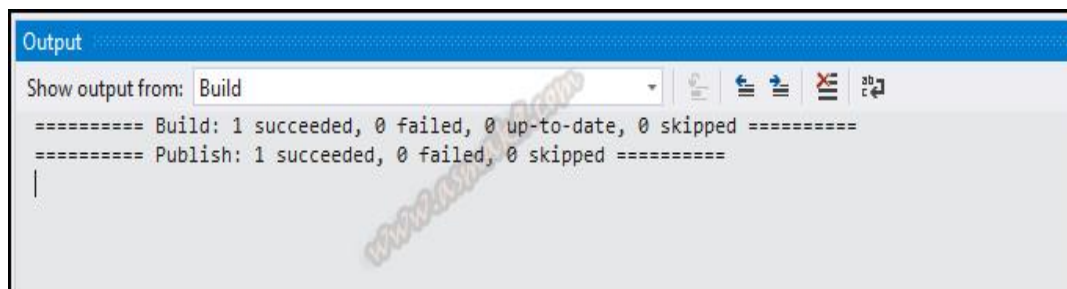 Output
Show output from: Build
========== Build: 1 succeeded, 0 failed, 0 up-to-date, 0 skipped ==========
========== Publish: 1 succeeded, 0 failed, 0 skipped ==========